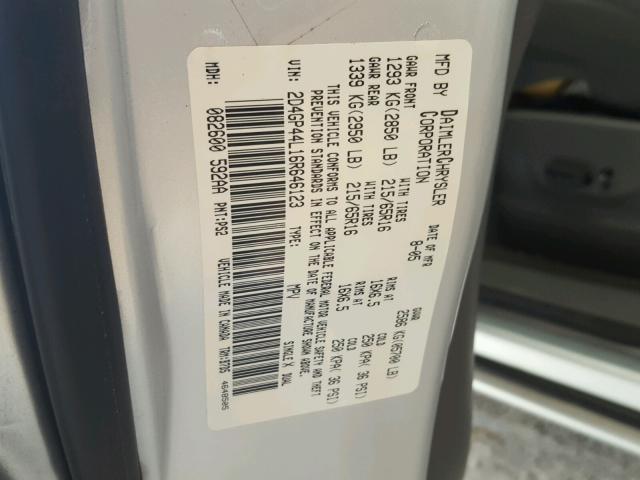 MFD BY DAIMLERCHRYSLER CORPORATION DATE OF MFR 8-05 GVWR 2586 KG(05700 LB)
GAWR FRONT WITH TIRES RIMS AT COLD
1293 KG(2850 LB) 215/65R16 16X6.5 250 KPA( 36 PSI)
GAWR REAR WITH TIRES RIMS AT COLD
1339 KG(2950 LB) 215/65R16 16X6.5 250 KPA( 36 PSI)
THIS VEHICLE CONFORMS TO ALL APPLICABLE FEDERAL MOTOR VEHICLE SAFETY AND THEFT
PREVENTION STANDARDS IN EFFECT ON THE DATE OF MANUFACTURE SHOWN ABOVE.
VIN: 2D4GP44L16R646123 TYPE: MPV SINGLE X DUAL
MDH: 082600 592AA PNT:PS2 VEHICLE MADE IN CANADA TRM:DTD5 4648505